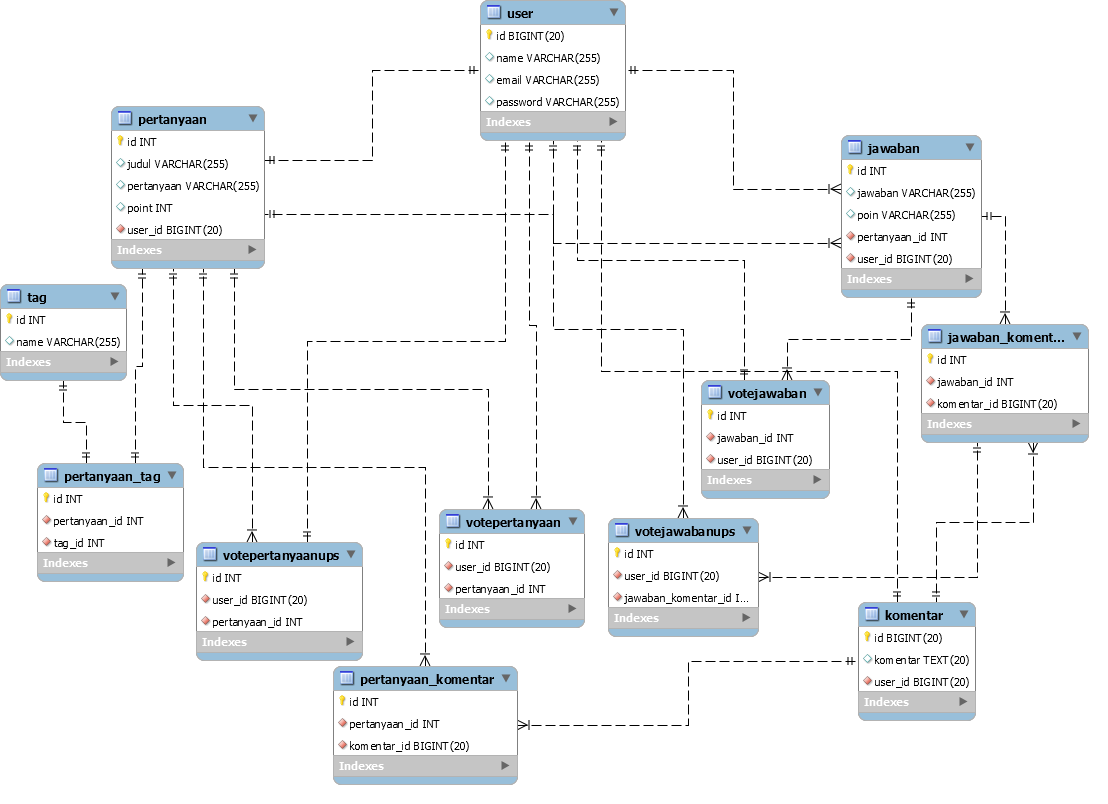 user
id BIGINT(20)
name VARCHAR(255)
email VARCHAR(255)
password VARCHAR(255)
Indexes
pertanyaan
id INT
judul VARCHAR(255)
pertanyaan VARCHAR(255)
point INT
user_id BIGINT(20)
Indexes
jawaban
id INT
jawaban VARCHAR(255)
poin VARCHAR(255)
pertanyaan_id INT
user_id BIGINT(20)
Indexes
tag
id INT
name VARCHAR(255)
Indexes
jawaban_koment...
id INT
jawaban_id INT
komentar_id BIGINT(20)
Indexes
votejawaban
id INT
jawaban_id INT
user_id BIGINT(20)
Indexes
pertanyaan_tag
id INT
pertanyaan_id INT
tag_id INT
Indexes
votepertanyaanups
id INT
user_id BIGINT(20)
pertanyaan_id INT
Indexes
votepertanyaan
id INT
user_id BIGINT(20)
pertanyaan_id INT
Indexes
votejawabanups
id INT
user_id BIGINT(20)
jawaban_komentar_id I...
Indexes
komentar
id BIGINT(20)
komentar TEXT(20)
user_id BIGINT(20)
Indexes
pertanyaan_komentar
id INT
pertanyaan_id INT
komentar_id BIGINT(20)
Indexes